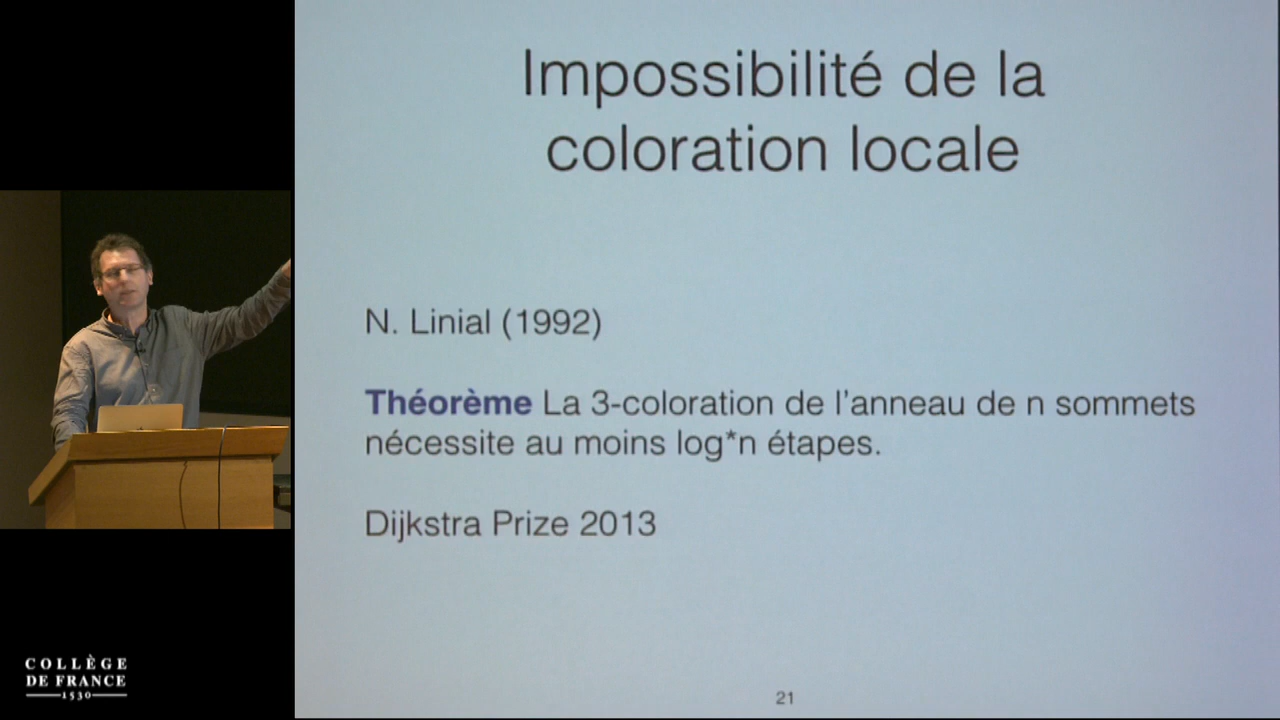 Impossibilité de la
coloration locale
N. Linial (1992)
Théorème La 3-coloration de l'anneau de n sommets
nécessite au moins log*n étapes.
Dijkstra Prize 2013
21
COLLÈGE
DE FRANCE
1530